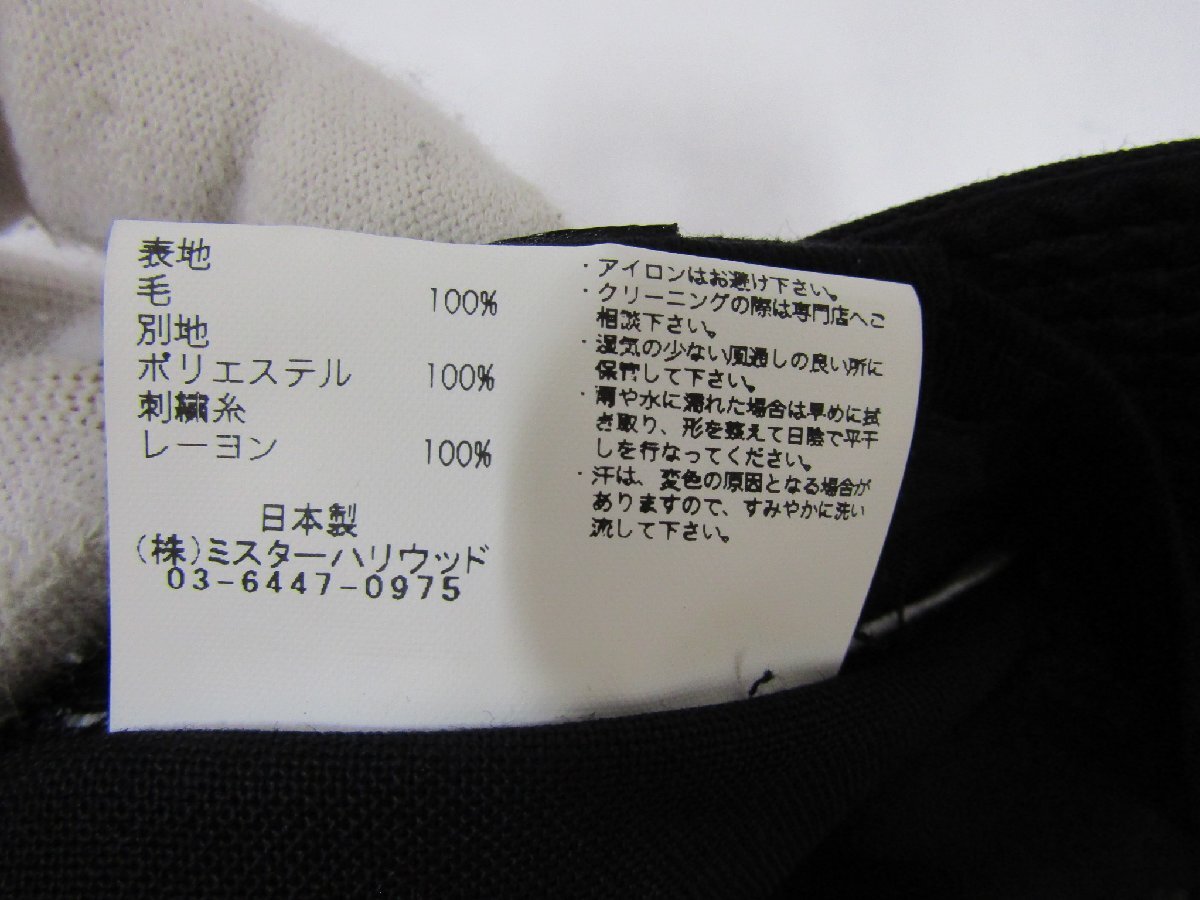 表地
毛 100%
別地
ポリエステル 100%
刺繍糸
レーヨン 100%
日本製
(株)ミスターハリウッド
03-6447-0975
・アイロンはお避け下さい。
・クリーニングの際は専門店へご
相談下さい。
・湿気の少ない風通しの良い所に
保管して下さい。
・雨や水に濡れた場合は早めに拭
き取り、形を整えて日陰で平干
しを行なってください。
・汗は、変色の原因となる場合が
ありますので、すみやかに洗い
流して下さい。